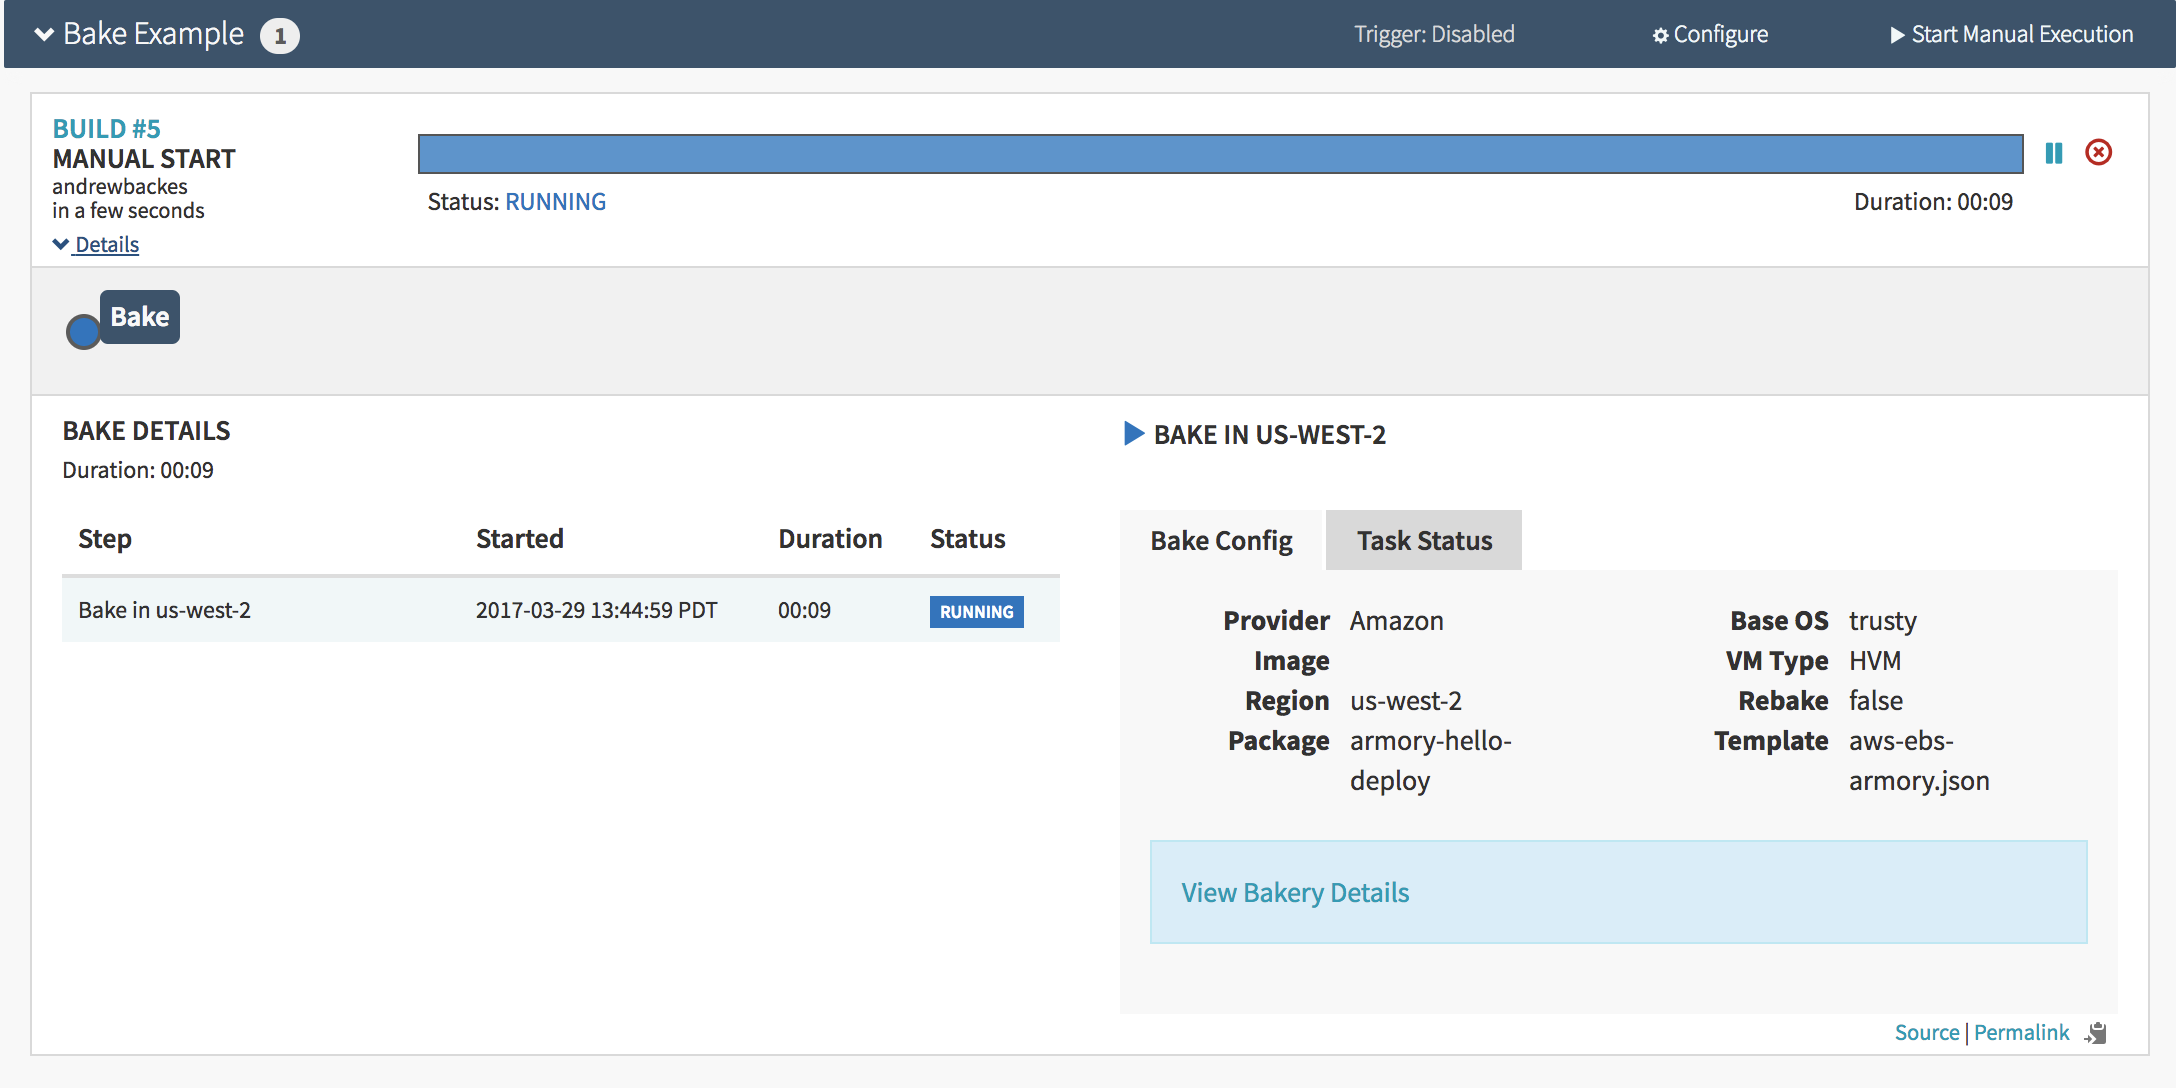 Bake Example 1
Trigger: Disabled
Configure
Start Manual Execution
BUILD #5
MANUAL START
andrewbackes
in a few seconds
Details
Status: RUNNING
Duration: 00:09
Bake
BAKE DETAILS
Duration: 00:09
Step Started Duration Status
Bake in us-west-2 2017-03-29 13:44:59 PDT 00:09 RUNNING
BAKE IN US-WEST-2
Bake Config
Task Status
Provider Amazon
Image
Region us-west-2
Package armory-hello-
deploy
Base OS trusty
VM Type HVM
Rebake false
Template aws-ebs-
armory.json
View Bakery Details
Source | Permalink